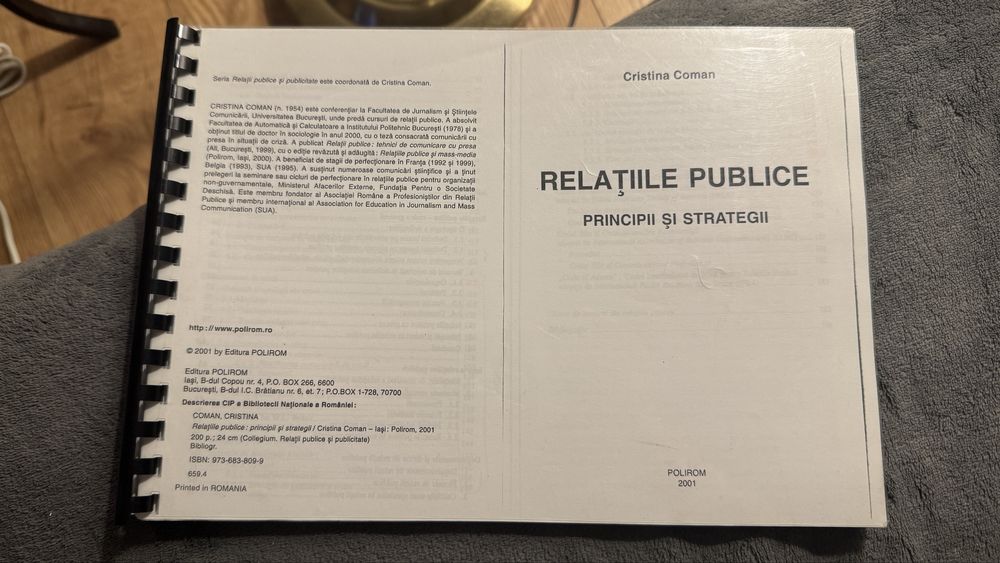 Seria Relații publice și publicitate este coordonată de Cristina Coman.
CRISTINA COMAN (n. 1954) este conferențiar la Facultatea de Jurnalism și Științele
Comunicării, Universitatea București, unde predă cursuri de relații publice. A absolvit
Facultatea de Automatică și Calculatoare a Institutului Politehnic București (1978) și a
obținut titlul de doctor în sociologie în anul 2000, cu o teză consacrată comunicării cu
presa în situații de criză. A publicat Relații publice: tehnici de comunicare cu presa
(All, București, 1999), cu o ediție revăzută și adăugită: Relațiile publice și mass-media
(Polirom, Iași, 2000). A beneficiat de stagii de perfecționare în Franța (1992 și 1999),
Belgia (1993), SUA (1995). A susținut numeroase comunicări științifice și a ținut
prelegeri la seminare sau cicluri de perfecționare în relațiile publice pentru organizații
non-guvernamentale, Ministerul Afacerilor Externe, Fundația Pentru o Societate
Deschisă. Este membru fondator al Asociației Române a Profesioniștilor din Relații
Publice și membru internațional al Association for Education in Journalism and Mass
Communication (SUA).
http://www.polirom.ro
© 2001 by Editura POLIROM
Editura POLIROM
Iași, B-dul Copou nr. 4, P.O. BOX 266, 6600
București, B-dul I.C. Brătianu nr. 6, et. 7; P.O.BOX 1-728, 70700
Descrierea CIP a Bibliotecii Naționale a României:
COMAN, CRISTINA
Relațiile publice: principii și strategii / Cristina Coman – Iași: Polirom, 2001
200 p.; 24 cm (Collegium. Relații publice și publicitate)
Bibliogr.
ISBN: 973-683-809-9
659.4
Printed in ROMANIA
Cristina Coman
RELAȚIILE PUBLICE
PRINCIPII ȘI STRATEGII
POLIROM
2001